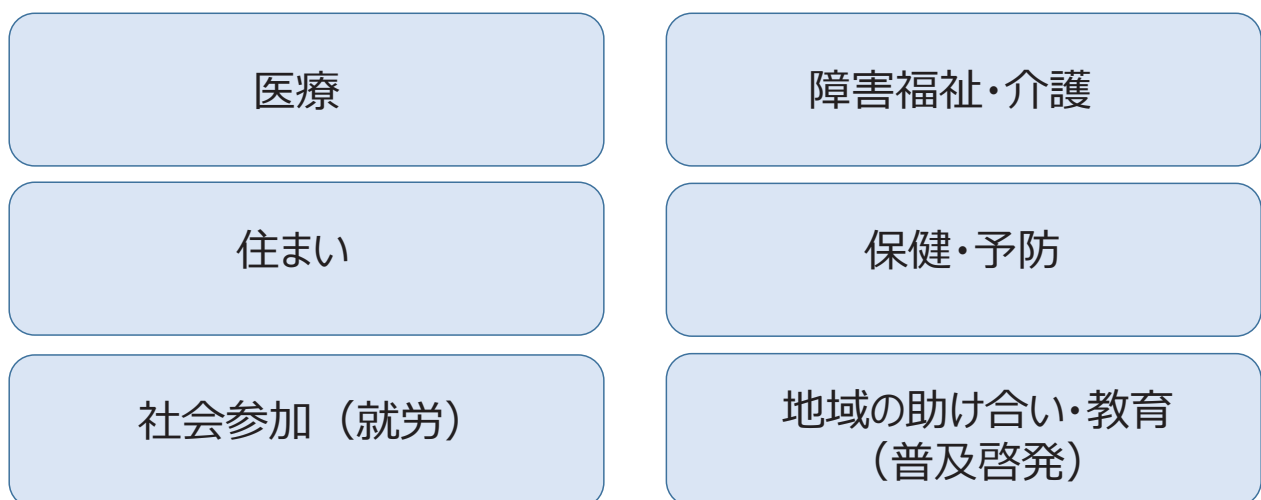 医療
障害福祉・介護
住まい
保健・予防
社会参加（就労）
地域の助け合い・教育
（普及啓発）